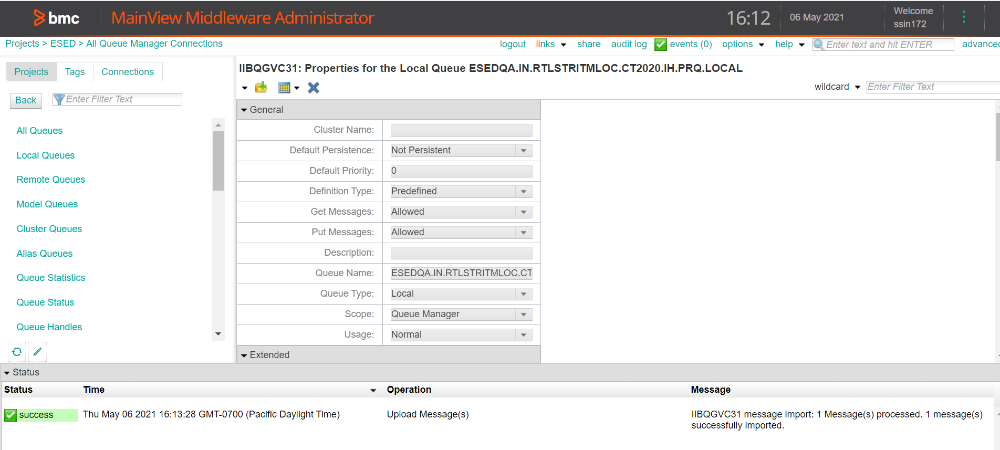 bmc
MainView Middleware Administrator
16:12
06 May 2021
Welcome
ssin172
Projects > ESED > All Queue Manager Connections
logout links share audit log events (0) options help Enter text and hit ENTER advanced
Projects Tags Connections
Back Enter Filter Text
All Queues
Local Queues
Remote Queues
Model Queues
Cluster Queues
Alias Queues
Queue Statistics
Queue Status
Queue Handles
IIBQGVC31: Properties for the Local Queue ESEDQA.IN.RTLSTRITMLOC.CT2020.IH.PRQ.LOCAL
wildcard Enter Filter Text
General
Cluster Name:
Default Persistence: Not Persistent
Default Priority: 0
Definition Type: Predefined
Get Messages: Allowed
Put Messages: Allowed
Description:
Queue Name: ESEDQA.IN.RTLSTRITMLOC.CT
Queue Type: Local
Scope: Queue Manager
Usage: Normal
Extended
Status
Status Time Operation Message
success Thu May 06 2021 16:13:28 GMT-0700 (Pacific Daylight Time) Upload Message(s) IIBQGVC31 message import: 1 Message(s) processed. 1 message(s)
successfully imported.